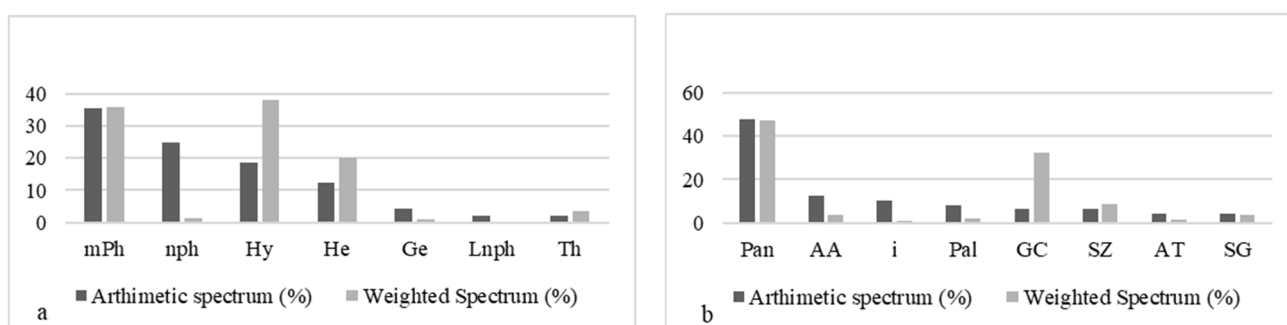 40
30
20
10
0
mPh nph Hy He Ge Lnph Th
■ Arthimetic spectrum (%) ■ Weighted Spectrum (%)
a
60
40
20
0
Pan AA i Pal GC SZ AT SG
■ Arthimetic spectrum (%) ■ Weighted Spectrum (%)
b